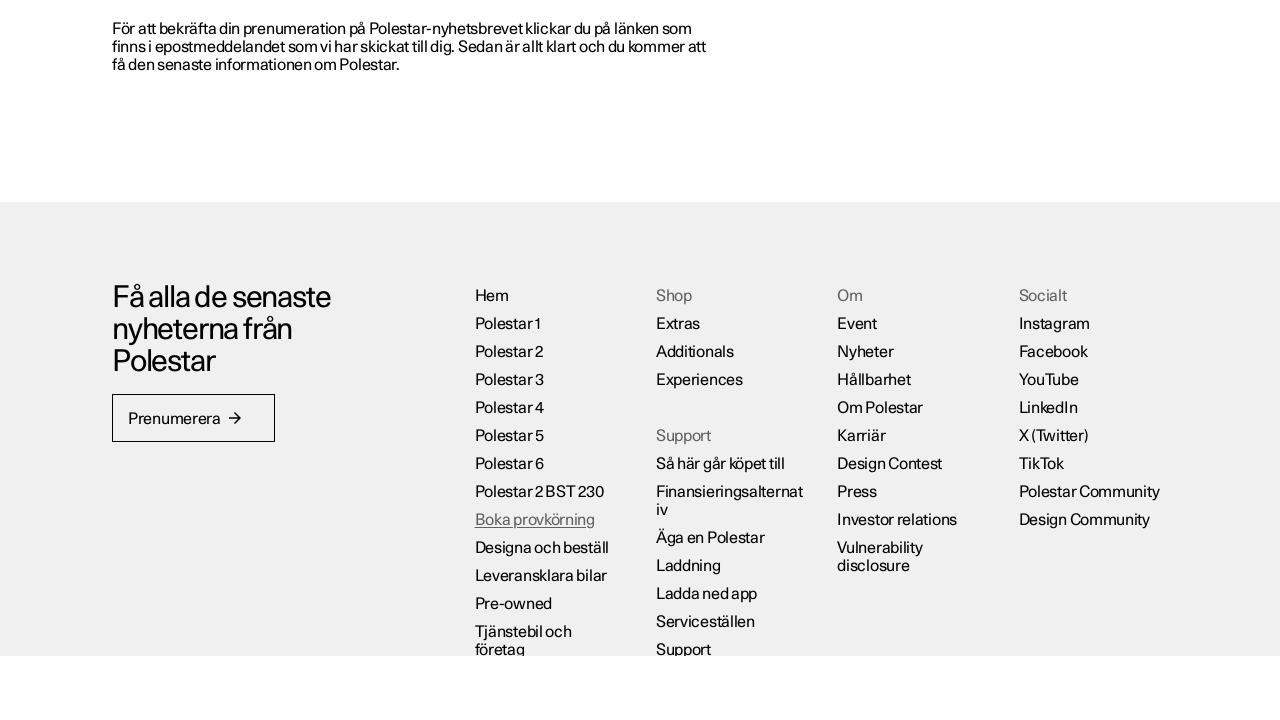 För att bekräfta din prenumeration på Polestar-nyhetsbrevet klickar du på länken som
finns i epostmeddelandet som vi har skickat till dig. Sedan är allt klart och du kommer att
få den senaste informationen om Polestar.
Få alla de senaste
nyheterna från
Polestar
Prenumerera →
Hem
Polestar 1
Polestar 2
Polestar 3
Polestar 4
Polestar 5
Polestar 6
Polestar 2 BST 230
Boka provkörning
Designa och beställ
Leveransklara bilar
Pre-owned
Tjänstebil och
företag
Shop
Extras
Additionals
Experiences
Support
Så här går köpet till
Finansieringsalternat
iv
Äga en Polestar
Laddning
Ladda ned app
Serviceställen
Support
Om
Event
Nyheter
Hållbarhet
Om Polestar
Karriär
Design Contest
Press
Investor relations
Vulnerability
disclosure
Socialt
Instagram
Facebook
YouTube
LinkedIn
X (Twitter)
TikTok
Polestar Community
Design Community